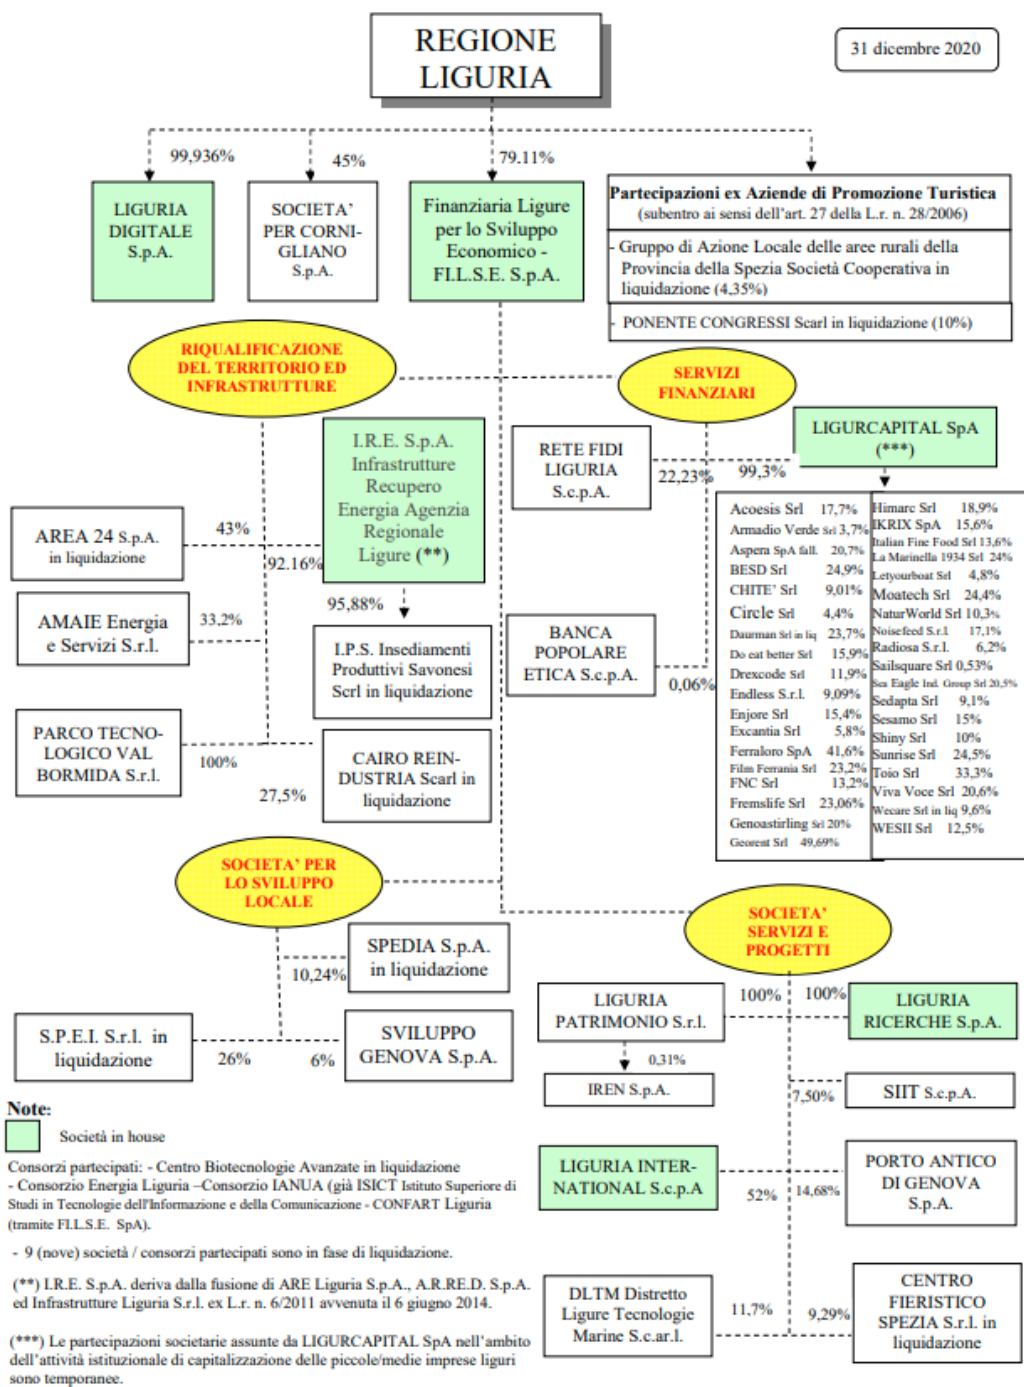 REGIONE
LIGURIA
31 dicembre 2020
99,936%
45%
79.11%
LIGURIA
DIGITALE
S.p.A.
SOCIETA’
PER CORNI-
GLIANO
S.p.A.
Finanziaria Ligure
per lo Sviluppo
Economico -
FI.L.S.E. S.p.A.
Partecipazioni ex Aziende di Promozione Turistica
(subentro ai sensi dell’art. 27 della L.r. n. 28/2006)
- Gruppo di Azione Locale delle aree rurali della
Provincia della Spezia Società Cooperativa in
liquidazione (4,35%)
- PONENTE CONGRESSI Scarl in liquidazione (10%)
RIQUALIFICAZIONE
DEL TERRITORIO ED
INFRASTRUTTURE
SERVIZI
FINANZIARI
I.R.E. S.p.A.
Infrastrutture
Recupero
Energia Agenzia
Regionale
Ligure (**)
RETE FIDI
LIGURIA
S.c.p.A.
22,23%
99,3%
LIGURCAPITAL SpA
(***)
AREA 24 S.p.A.
in liquidazione
43%
92.16%
AMAIE Energia
e Servizi S.r.l.
33,2%
95,88%
I.P.S. Insediamenti
Produttivi Savonesi
Scrl in liquidazione
PARCO TECNO-
LOGICO VAL
BORMIDA S.r.l.
100%
27,5%
CAIRO REIN-
DUSTRIA Scarl in
liquidazione
BANCA
POPOLARE
ETICA S.c.p.A.
0,06%
Acoesis Srl 17,7%
Armadio Verde Srl 3,7%
Aspera SpA fall. 20,7%
BESD Srl 24,9%
CHITE’ Srl 9,01%
Circle Srl 4,4%
Daurman Srl in liq 23,7%
Do eat better Srl 15,9%
Drexcode Srl 11,9%
Endless S.r.l. 9,09%
Enjore Srl 15,4%
Excantia Srl 5,8%
Ferraloro SpA 41,6%
Film Ferrania Srl 23,2%
FNC Srl 13,2%
Fremslife Srl 23,06%
Genoastirling Srl 20%
Georent Srl 49,69%
Himarc Srl 18,9%
IKRIX SpA 15,6%
Italian Fine Food Srl 13,6%
La Marinella 1934 Srl 24%
Letyourboat Srl 4,8%
Moatech Srl 24,4%
NaturWorld Srl 10,3%
Noisefeed S.r.l 17,1%
Radiosa S.r.l. 6,2%
Sailsquare Srl 0,53%
Sea Eagle Ind. Group Srl 20,5%
Sedapta Srl 9,1%
Sesamo Srl 15%
Shiny Srl 10%
Sunrise Srl 24,5%
Toio Srl 33,3%
Viva Voce Srl 20,6%
Wecare Srl in liq 9,6%
WESII Srl 12,5%
SOCIETA’ PER
LO SVILUPPO
LOCALE
SOCIETA’
SERVIZI E
PROGETTI
SPEDIA S.p.A.
in liquidazione
10,24%
S.P.E.I. S.r.l. in
liquidazione
26%
6%
SVILUPPO
GENOVA S.p.A.
LIGURIA
PATRIMONIO S.r.l.
100%
100%
LIGURIA
RICERCHE S.p.A.
0,31%
IREN S.p.A.
7,50%
SIIT S.c.p.A.
LIGURIA INTER-
NATIONAL S.c.p.A
52%
14,68%
PORTO ANTICO
DI GENOVA
S.p.A.
DLTM Distretto
Ligure Tecnologie
Marine S.c.ar.l.
11,7%
9,29%
CENTRO
FIERISTICO
SPEZIA S.r.l. in
liquidazione
Note:
Società in house
Consorzi partecipati: - Centro Biotecnologie Avanzate in liquidazione
- Consorzio Energia Liguria –Consorzio IANUA (già ISICT Istituto Superiore di
Studi in Tecnologie dell'Informazione e della Comunicazione - CONFART Liguria
(tramite FI.L.S.E. SpA).
- 9 (nove) società / consorzi partecipati sono in fase di liquidazione.
(**) I.R.E. S.p.A. deriva dalla fusione di ARE Liguria S.p.A., A.R.RE.D. S.p.A.
ed Infrastrutture Liguria S.r.l. ex L.r. n. 6/2011 avvenuta il 6 giugno 2014.
(***) Le partecipazioni societarie assunte da LIGURCAPITAL SpA nell’ambito
dell’attività istituzionale di capitalizzazione delle piccole/medie imprese liguri
sono temporanee.